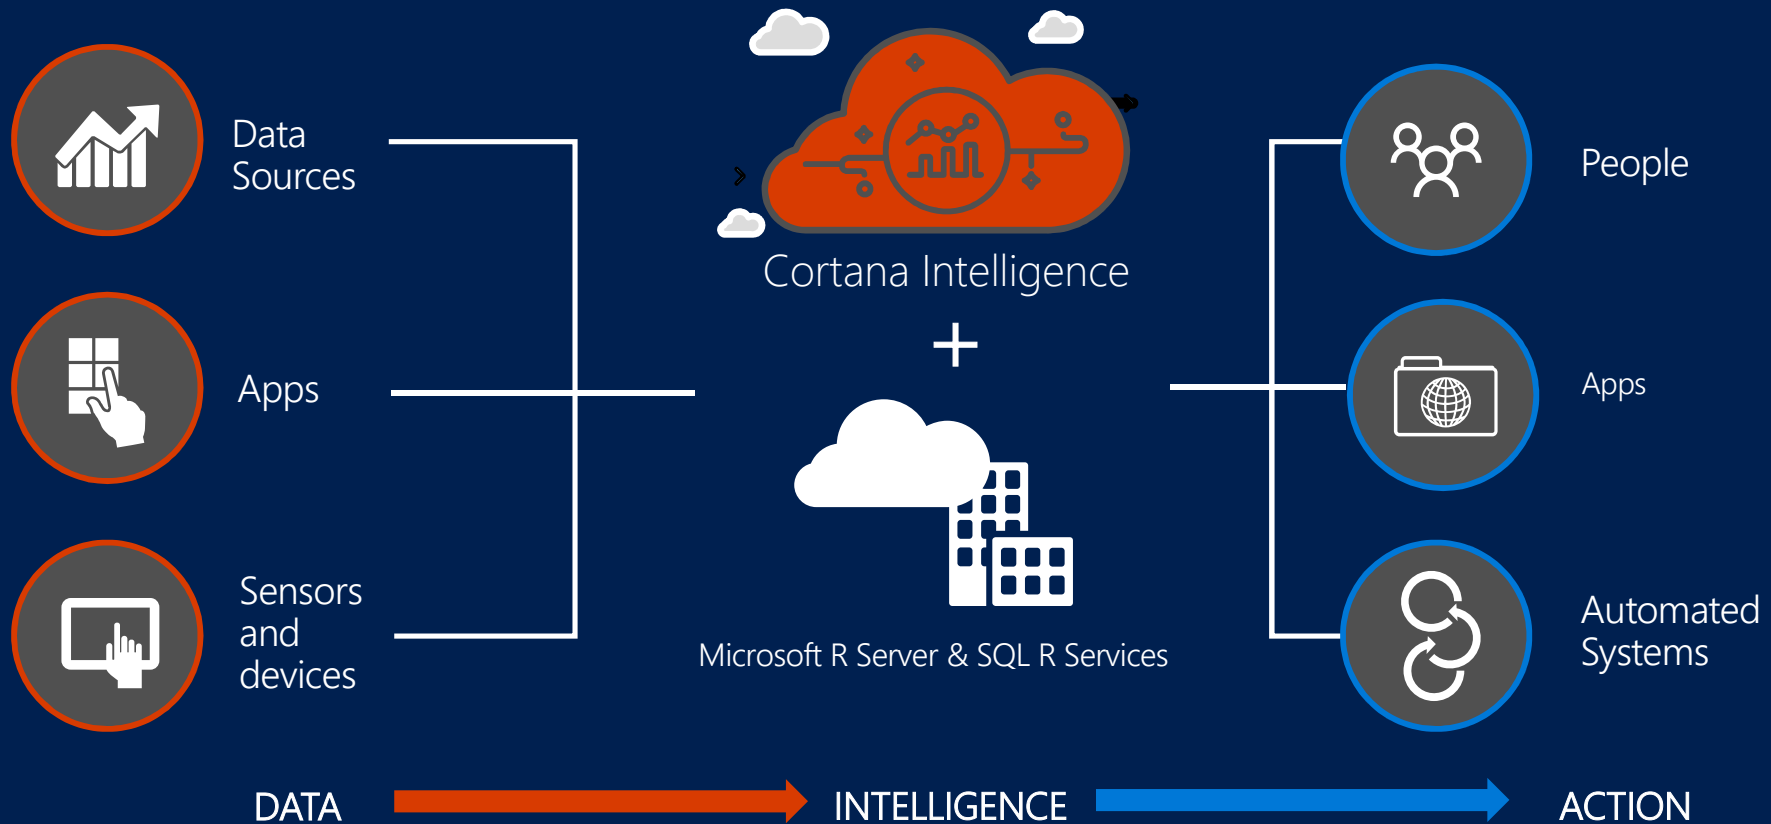 Data
Sources
Apps
Sensors
and
devices
Cortana Intelligence
+
Microsoft R Server & SQL R Services
People
Apps
Automated
Systems
DATA
INTELLIGENCE
ACTION